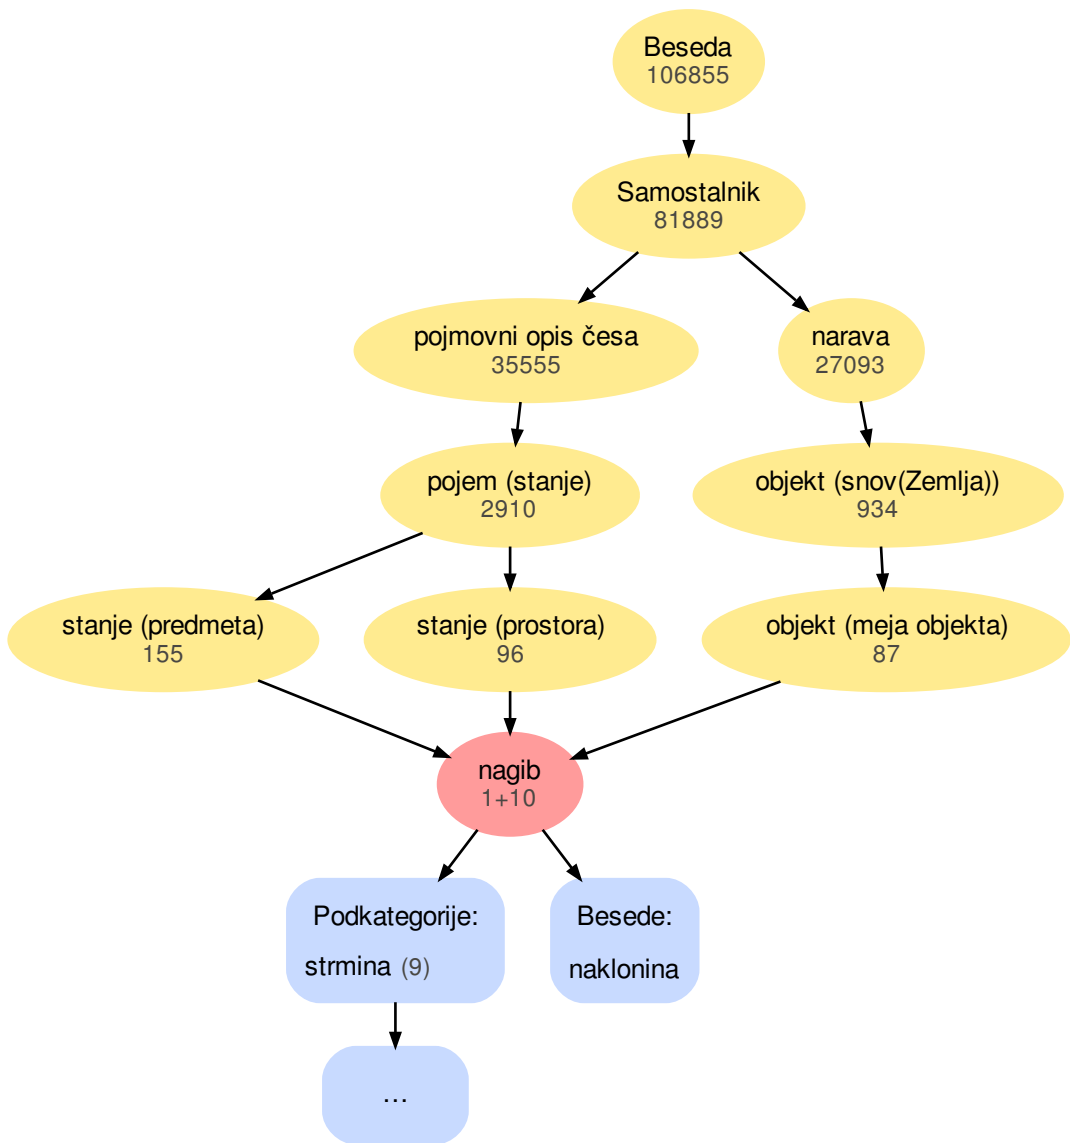 Beseda
106855
Samostalnik
81889
pojmovni opis česa
35555
narava
27093
pojem (stanje)
2910
objekt (snov(Zemlja))
934
stanje (predmeta)
155
stanje (prostora)
96
objekt (meja objekta)
87
nagib
1+10
Podkategorije:
strmina (9)
Besede:
naklonina
...